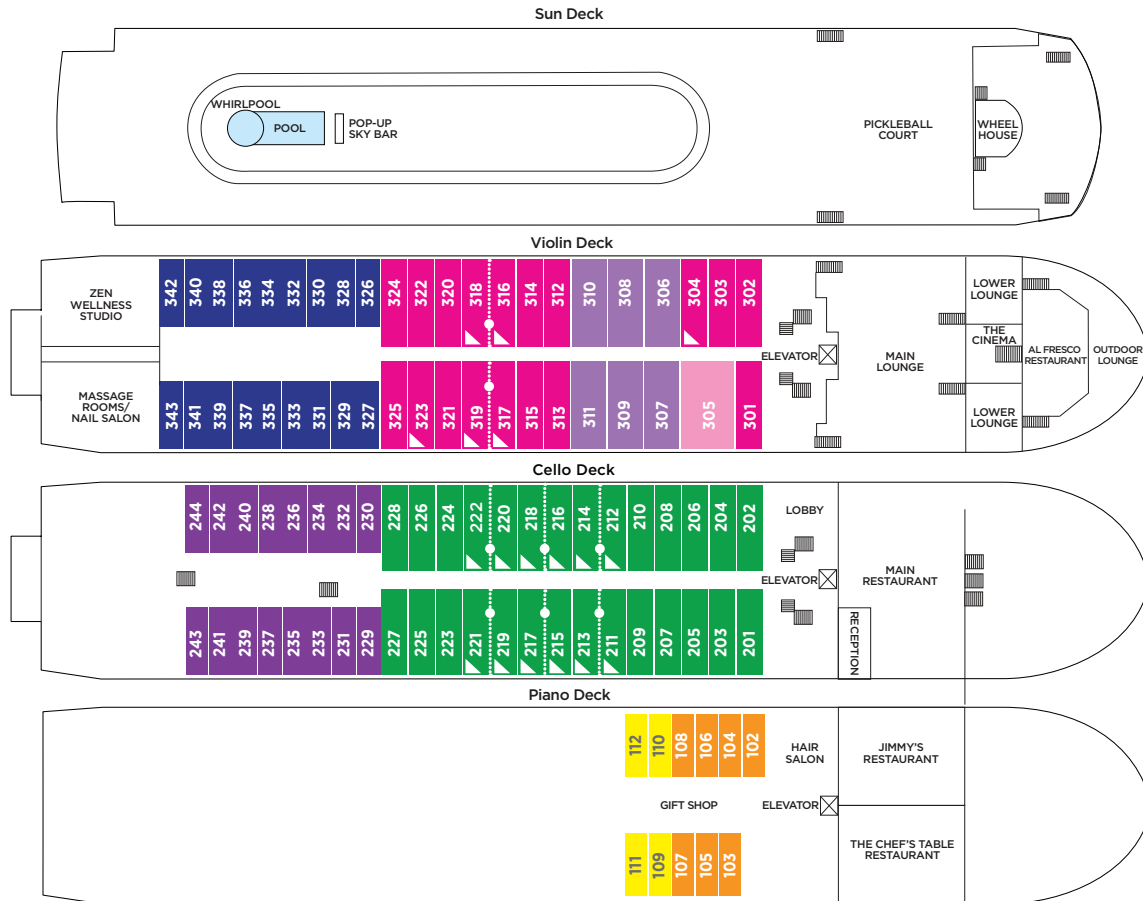 Sun Deck
WHIRLPOOL
POOL
POP-UP
SKY BAR
PICKLEBALL
COURT
WHEEL
HOUSE
Violin Deck
ZEN
WELLNESS
STUDIO
342 340 338 336 334 332 330 328 326 324 322 320 318 316 314 312 310 308 306 304 303 302
LOWER
LOUNGE
THE
CINEMA
ELEVATOR
MAIN
LOUNGE
AL FRESCO
RESTAURANT
OUTDOOR
LOUNGE
MASSAGE
ROOMS/
NAIL SALON
343 341 339 337 335 333 331 329 327 325 323 321 319 317 315 313 311 309 307 305 301
LOWER
LOUNGE
Cello Deck
244 242 240 238 236 234 232 230 228 226 224 222 220 218 216 214 212 210 208 206 204 202
LOBBY
ELEVATOR
MAIN
RESTAURANT
243 241 239 237 235 233 231 229 227 225 223 221 219 217 215 213 211 209 207 205 203 201
RECEPTION
Piano Deck
112 110 108 106 104 102
HAIR
SALON
JIMMY'S
RESTAURANT
GIFT SHOP
ELEVATOR
111 109 107 105 103
THE CHEF'S TABLE
RESTAURANT